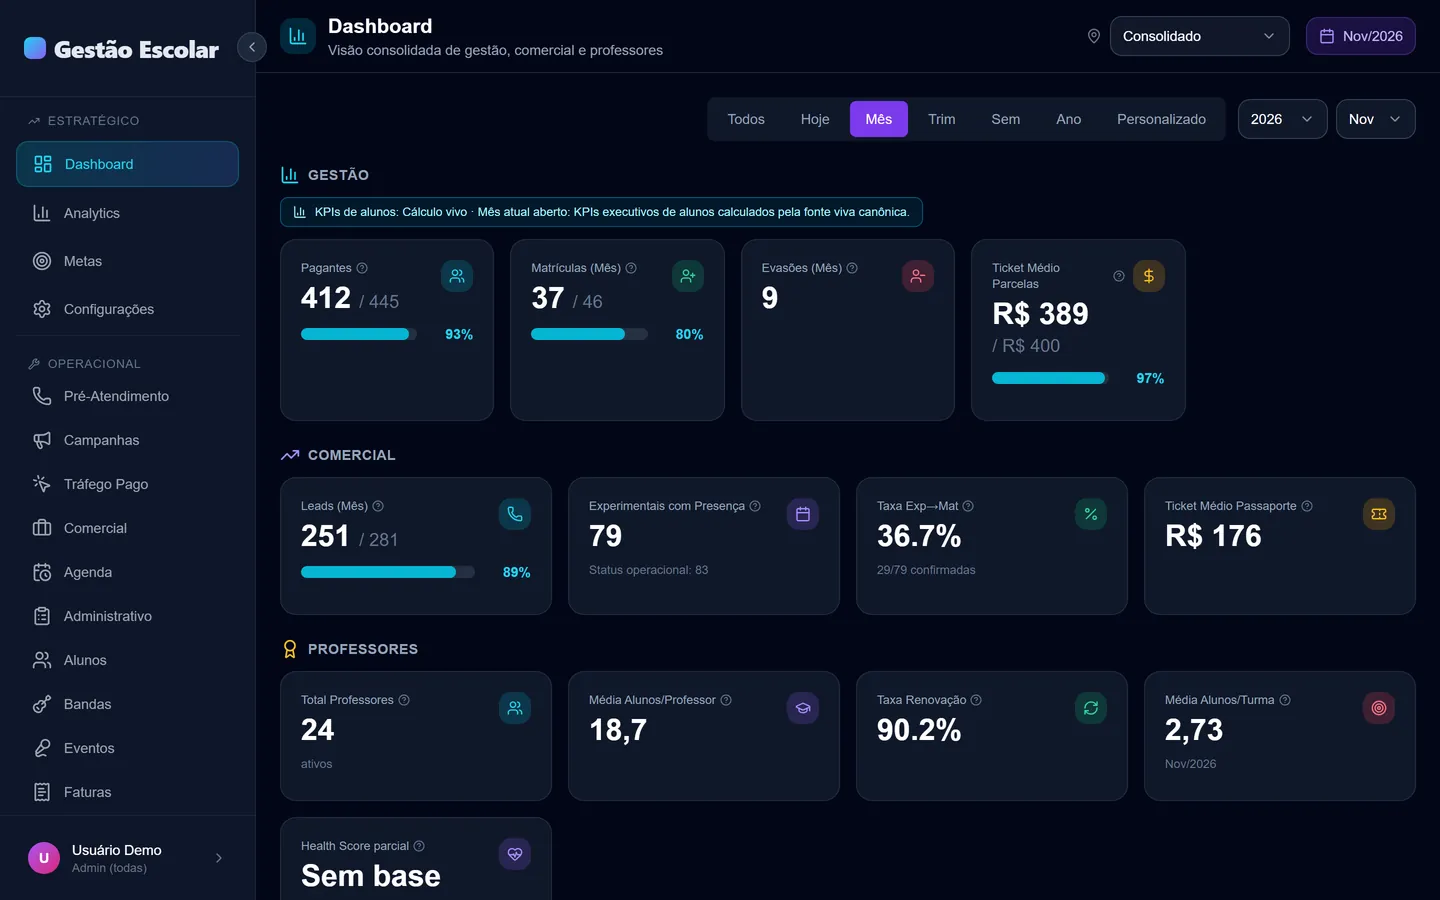 Gestão Escolar
ESTRATÉGICO
Dashboard
Analytics
Metas
Configurações
OPERACIONAL
Pré-Atendimento
Campanhas
Tráfego Pago
Comercial
Agenda
Administrativo
Alunos
Bandas
Eventos
Faturas
U
Usuário Demo
Admin (todas)
Dashboard
Visão consolidada de gestão, comercial e professores
Consolidado
Nov/2026
Todos Hoje Mês Trim Sem Ano Personalizado
2026
Nov
GESTÃO
KPIs de alunos: Cálculo vivo · Mês atual aberto: KPIs executivos de alunos calculados pela fonte viva canônica.
Pagantes
412 / 445
93%
Matrículas (Mês)
37 / 46
80%
Evasões (Mês)
9
Ticket Médio
Parcelas
R$ 389
/ R$ 400
97%
COMERCIAL
Leads (Mês)
251 / 281
89%
Experimentais com Presença
79
Status operacional: 83
Taxa Exp→Mat
36.7%
29/79 confirmadas
Ticket Médio Passaporte
R$ 176
PROFESSORES
Total Professores
24
ativos
Média Alunos/Professor
18,7
Taxa Renovação
90.2%
Média Alunos/Turma
2,73
Nov/2026
Health Score parcial
Sem base